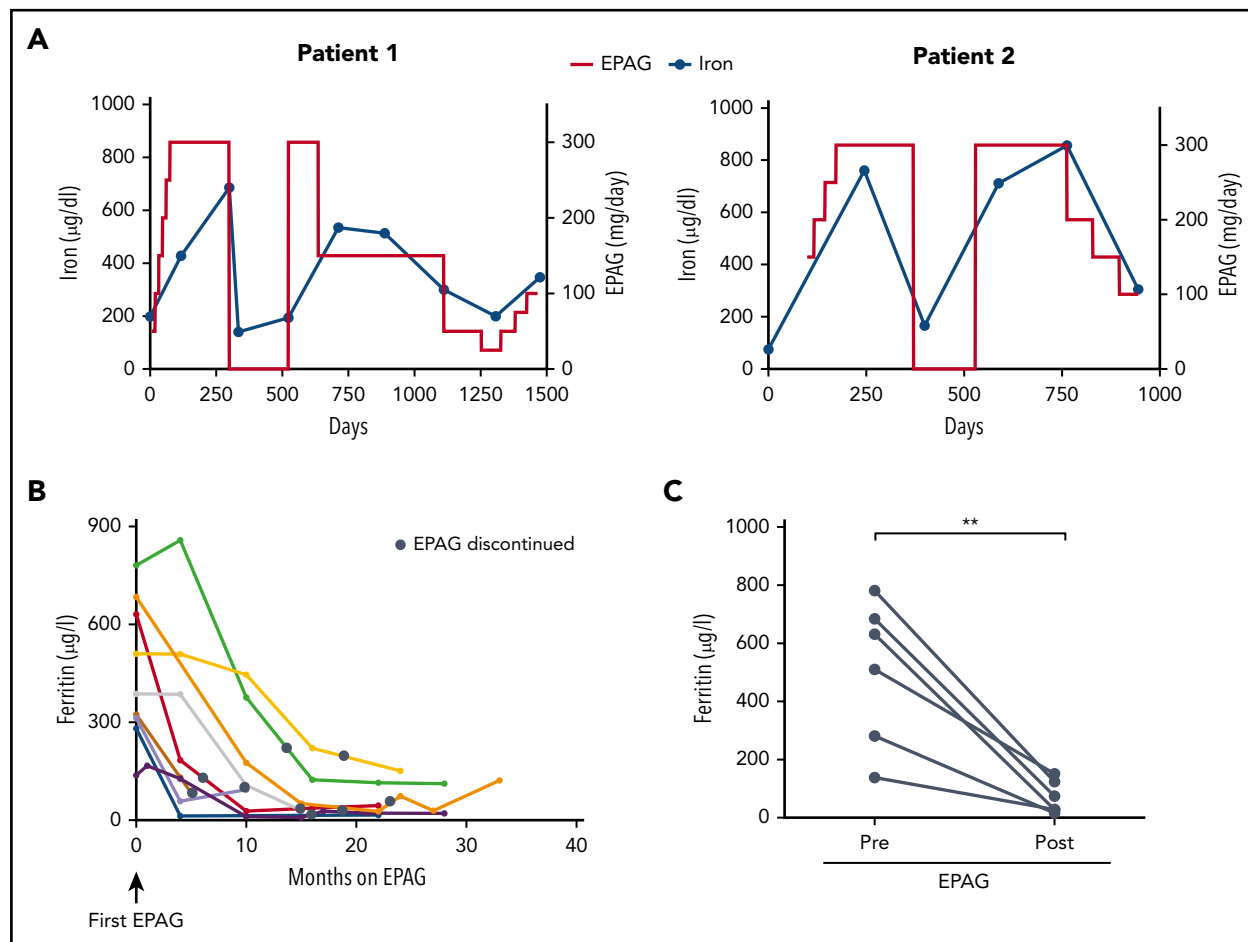 A
Patient 1
EPAG
Iron
Patient 2
1000
800
600
400
200
0
Iron (μg/dl)
300
200
100
0
EPAG (mg/day)
0 250 500 750 1000 1250 1500
Days
1000
800
600
400
200
0
Iron (μg/dl)
300
200
100
0
EPAG (mg/day)
0 250 500 750 1000
Days
B
900
600
300
0
Ferritin (μg/l)
EPAG discontinued
0 10 20 30 40
Months on EPAG
First EPAG
C
1000
800
600
400
200
0
Ferritin (μg/l)
**
Pre Post
EPAG